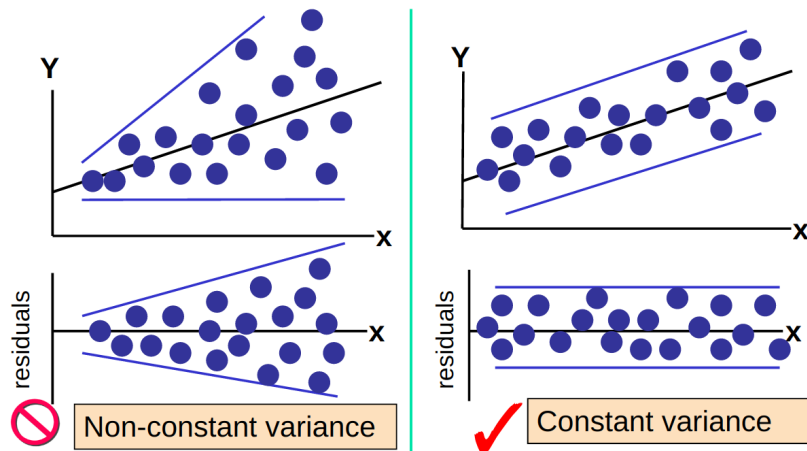 Y
x
residuals
x
Non-constant variance
Y
x
residuals
x
Constant variance